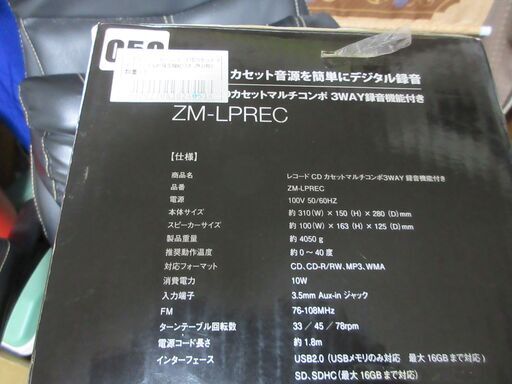 カセット音源を簡単にデジタル録音
カセットマルチコンポ 3WAY録音機能付き
ZM-LPREC
【仕様】
商品名 レコード CD カセットマルチコンポ3WAY 録音機能付き
品番 ZM-LPREC
電源 100V 50/60HZ
本体サイズ 約 310(W) × 150 (H) × 280 (D)mm
スピーカーサイズ 約 100(W) × 163 (H) × 125 (D)mm
製品重量 約 4050 g
推奨動作温度 約 0 ~ 40 度
対応フォーマット CD、CD-R/RW、MP3、WMA
消費電力 10W
入力端子 3.5mm Aux-in ジャック
FM 76-108MHz
ターンテーブル回転数 33 / 45 / 78rpm
電源コード長さ 約 1.8m
インターフェース USB2.0 (USBメモリのみ対応 最大 16GBまで対応)
SD、SDHC (最大 16GBまで対応)